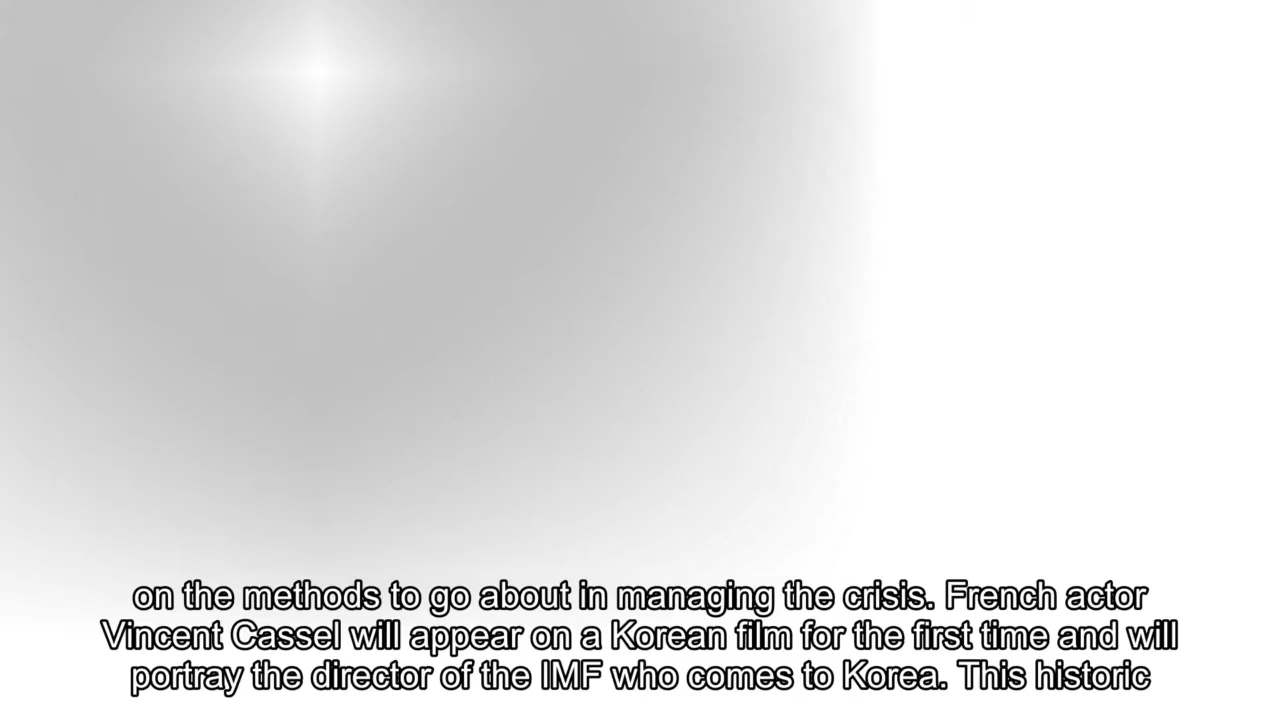 on the methods to go about in managing the crisis. French actor
Vincent Cassel will appear on a Korean film for the first time and will
portray the director of the IMF who comes to Korea. This historic